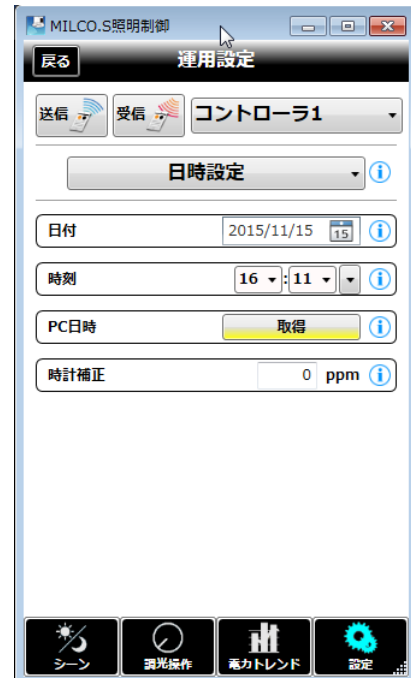 MILCO.S照明制御
戻る 運用設定
送信 受信 コントローラ1
日時設定
日付 2015/11/15 15
時刻 16 : 11
PC日時 取得
時計補正 0 ppm
シーン 調光操作 電力トレンド 設定